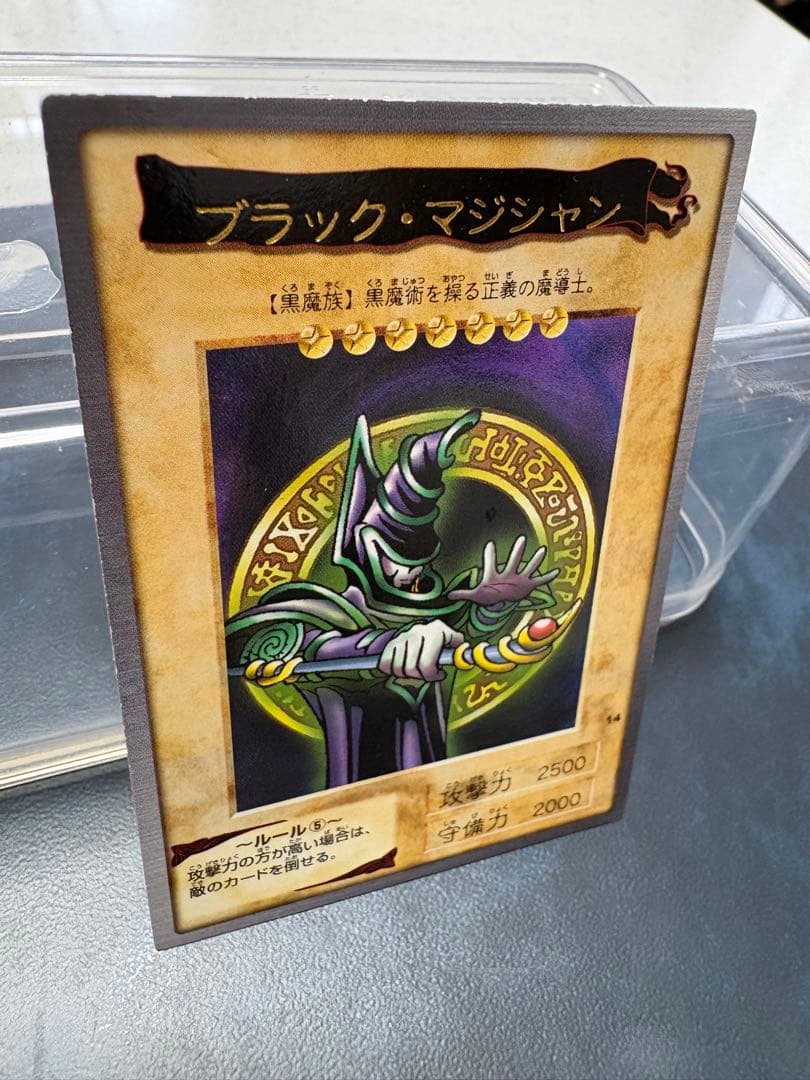 ブラック・マジシャン
【黒魔族】黒魔術を操る正義の魔導士。
14
攻撃力 2500
守備力 2000
～ルール⑤～
攻撃力の方が高い場合は、
敵のカードを倒せる。